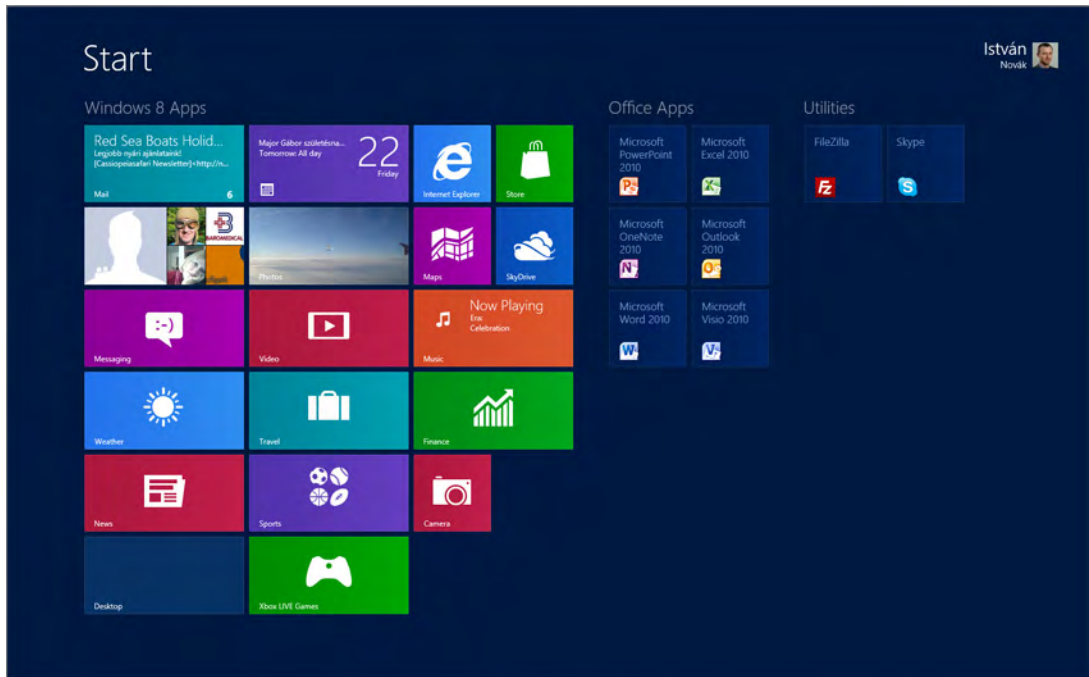 Start
István
Novák
Windows 8 Apps
Office Apps
Utilities
Red Sea Boats Holid...
Legjobb nyári ajánlataink!
[Cassiopeiasafari Newsletter]<http://n...
Mail
6
Major Gábor születésna...
Tomorrow: All day
22
Friday
Internet Explorer
Store
BAROMEDICAL
Photos
Maps
SkyDrive
Messaging
Video
Now Playing
Era:
Celebration
Music
Weather
Travel
Finance
News
Sports
Camera
Desktop
Xbox LIVE Games
Microsoft
PowerPoint
2010
Microsoft
Excel 2010
Microsoft
OneNote
2010
Microsoft
Outlook
2010
Microsoft
Word 2010
Microsoft
Visio 2010
FileZilla
Skype